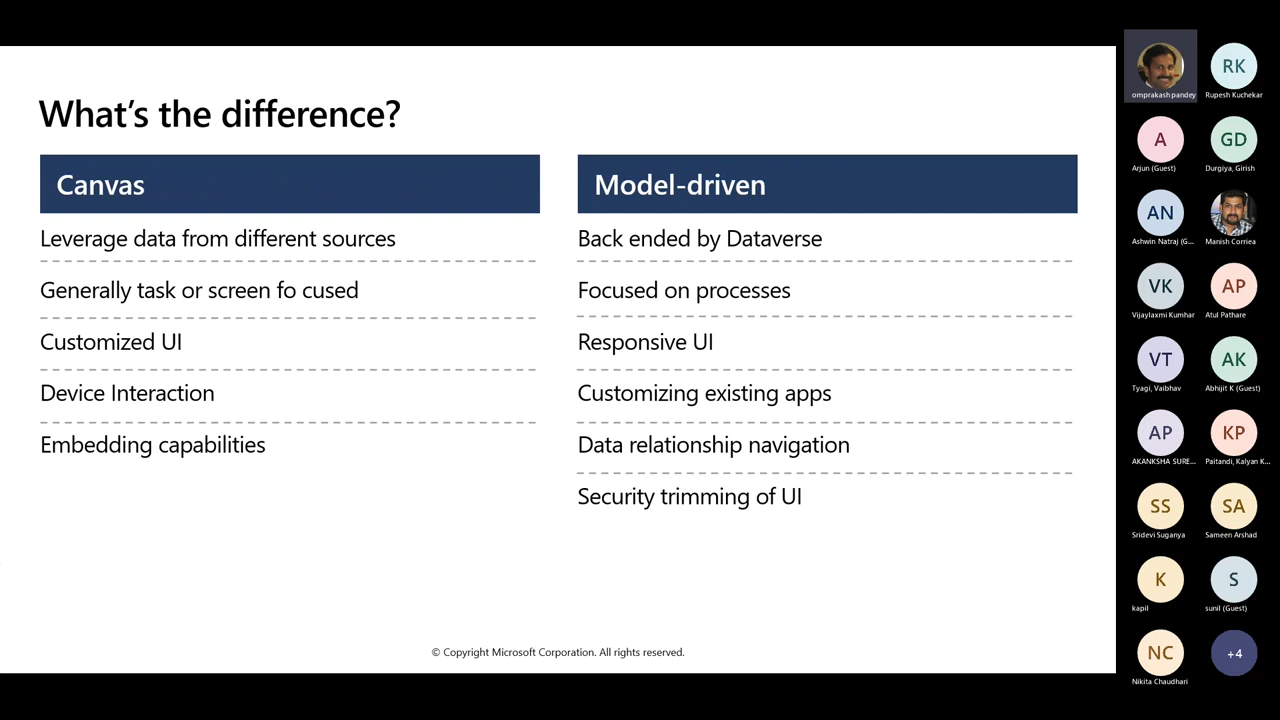 What's the difference?
Canvas
Leverage data from different sources
Generally task or screen fo cused
Customized UI
Device Interaction
Embedding capabilities
Model-driven
Back ended by Dataverse
Focused on processes
Responsive UI
Customizing existing apps
Data relationship navigation
Security trimming of UI
© Copyright Microsoft Corporation. All rights reserved.
omprakash pandey
RK
Rupesh Kuchekar
A
Arjun (Guest)
GD
Durgiya, Girish
AN
Ashwin Natraj (G...
Manish Corriea
VK
Vijaylaxmi Kumhar
AP
Atul Pathare
VT
Tyagi, Vaibhav
AK
Abhijit K (Guest)
AP
AKANKSHA SURE...
KP
Paitandi, Kalyan K...
SS
Sridevi Suganya
SA
Sameen Arshad
K
kapil
S
sunil (Guest)
NC
Nikita Chaudhari
+4